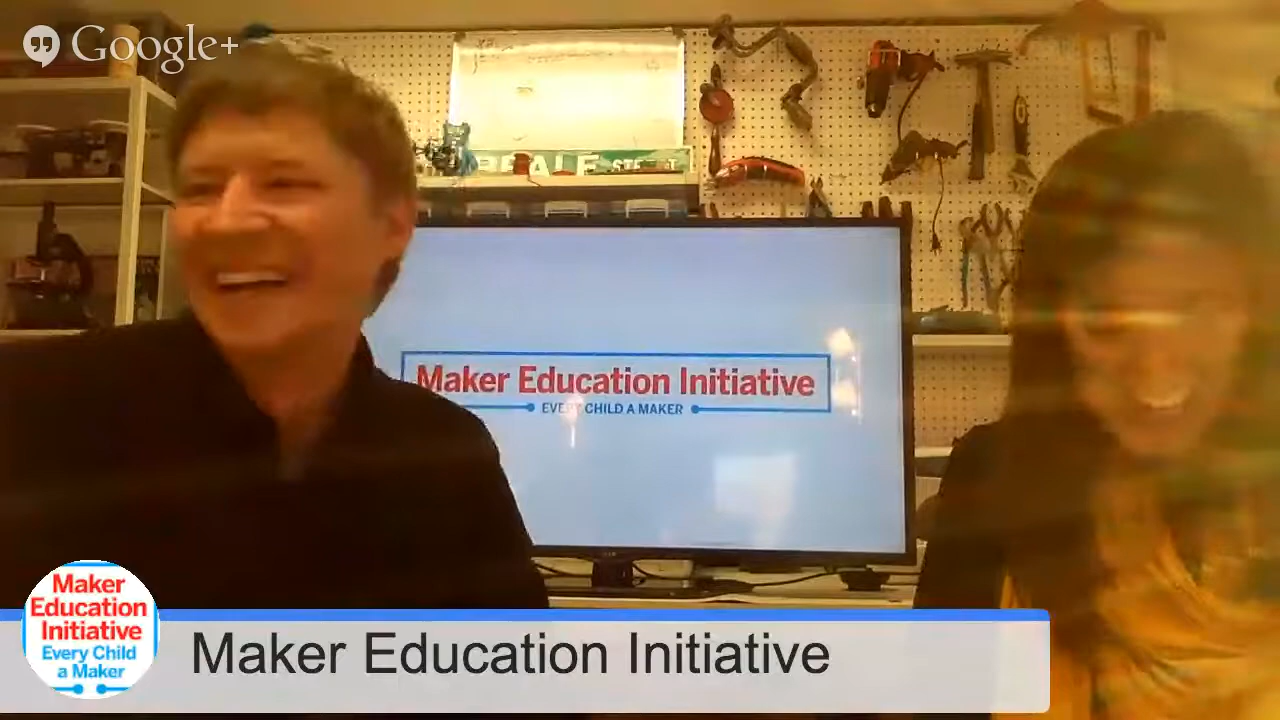 Google+
Maker Education Initiative
EVERY CHILD A MAKER
Maker
Education
Initiative
Every Child
a Maker
Maker Education Initiative